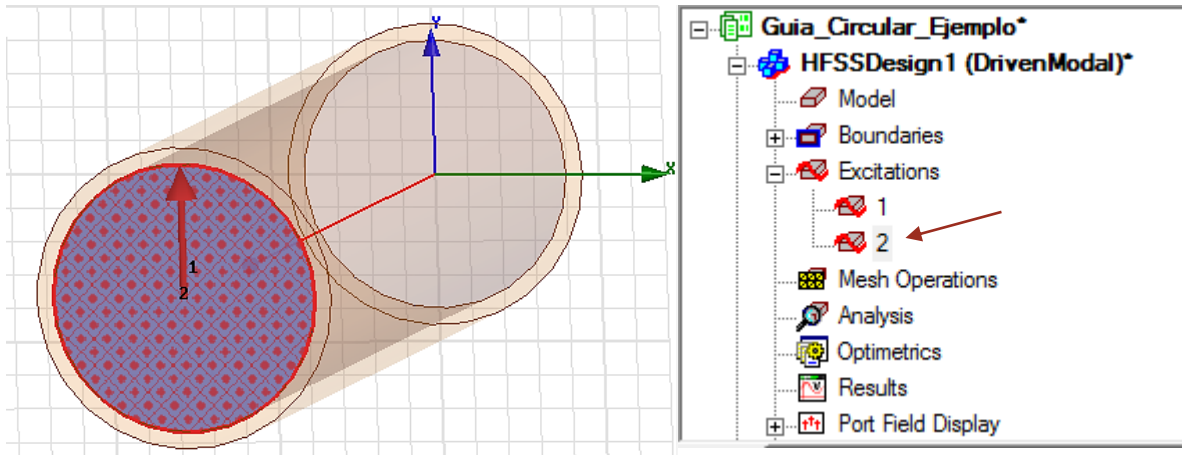 Y
X
1
2
Guia_Circular_Ejemplo*
HFSSDesign1 (DrivenModal)*
Model
Boundaries
Excitations
1
2
Mesh Operations
Analysis
Optimetrics
Results
Port Field Display